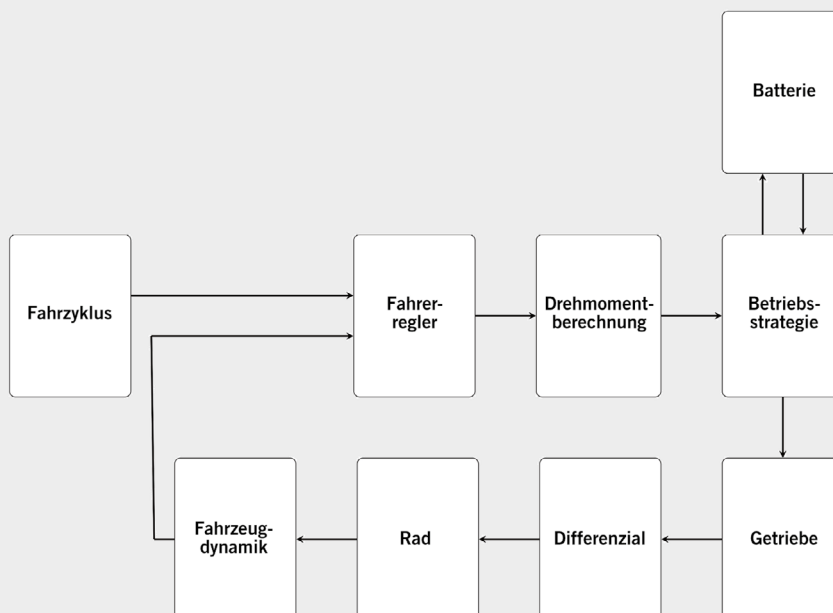 Batterie
Fahrzyklus
Fahrer-
regler
Drehmoment-
berechnung
Betriebs-
strategie
Fahrzeug-
dynamik
Rad
Differenzial
Getriebe